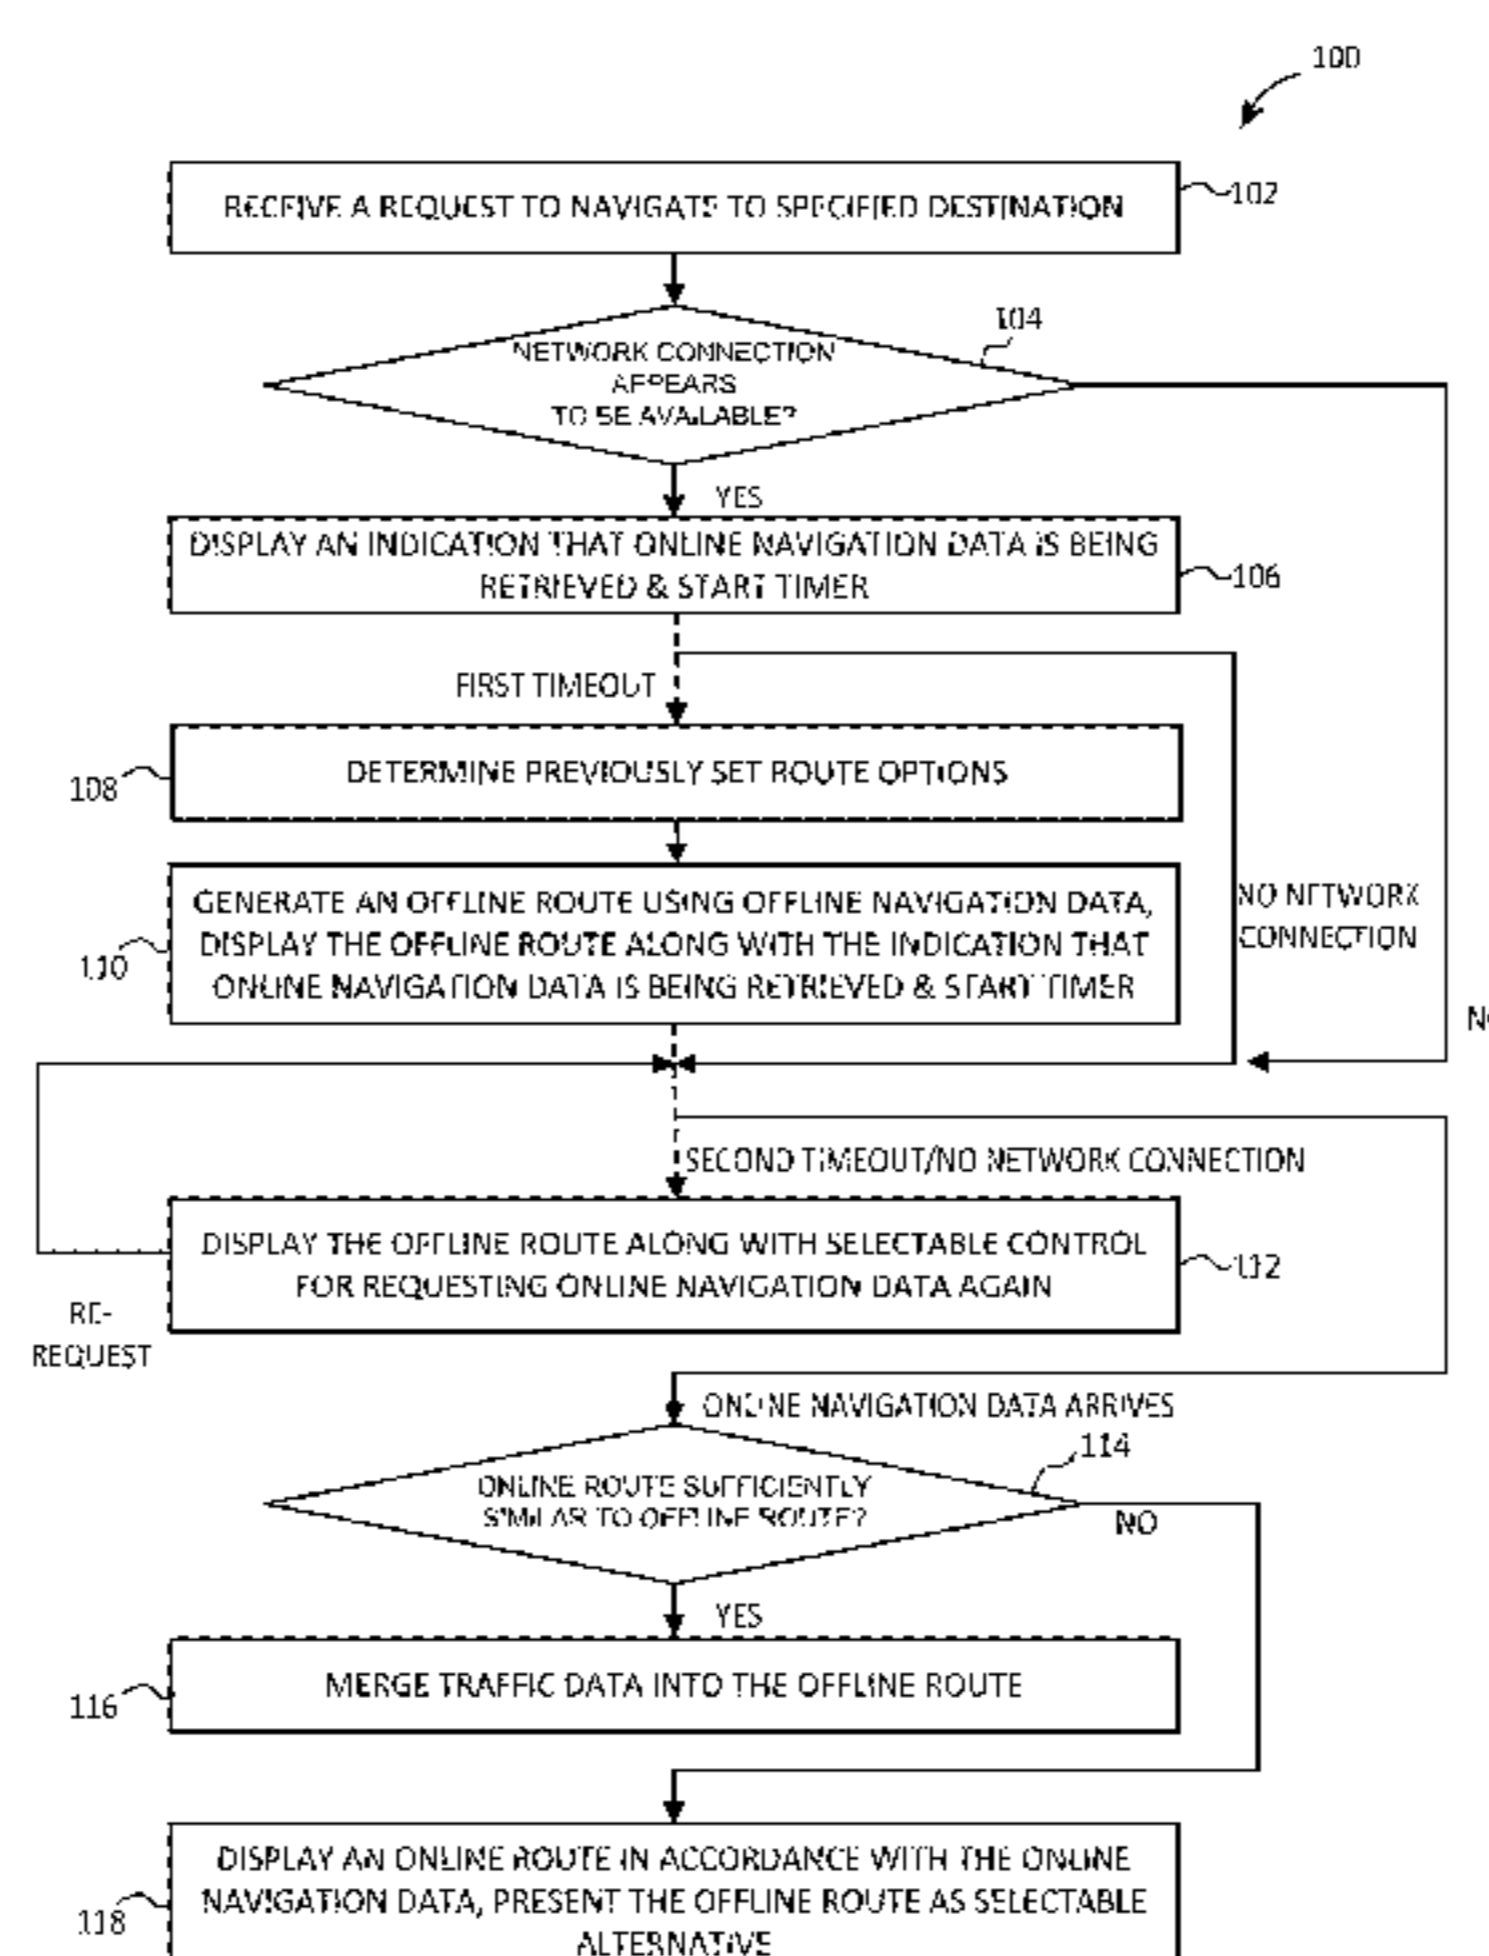 100
RECEIVE A REQUEST TO NAVIGATE TO SPECIFIED DESTINATION
102
104
NETWORK CONNECTION
APPEARS
TO BE AVAILABLE?
YES
DISPLAY AN INDICATION THAT ONLINE NAVIGATION DATA IS BEING
RETRIEVED & START TIMER
106
FIRST TIMEOUT
108
DETERMINE PREVIOUSLY SET ROUTE OPTIONS
GENERATE AN OFFLINE ROUTE USING OFFLINE NAVIGATION DATA,
DISPLAY THE OFFLINE ROUTE ALONG WITH THE INDICATION THAT
ONLINE NAVIGATION DATA IS BEING RETRIEVED & START TIMER
110
NO NETWORK
CONNECTION
SECOND TIMEOUT/NO NETWORK CONNECTION
DISPLAY THE OFFLINE ROUTE ALONG WITH SELECTABLE CONTROL
FOR REQUESTING ONLINE NAVIGATION DATA AGAIN
112
RE-
REQUEST
ONLINE NAVIGATION DATA ARRIVES
114
ONLINE ROUTE SUFFICIENTLY
SIMILAR TO OFFLINE ROUTE?
NO
YES
116
MERGE TRAFFIC DATA INTO THE OFFLINE ROUTE
DISPLAY AN ONLINE ROUTE IN ACCORDANCE WITH THE ONLINE
NAVIGATION DATA, PRESENT THE OFFLINE ROUTE AS SELECTABLE
ALTERNATIVE
118